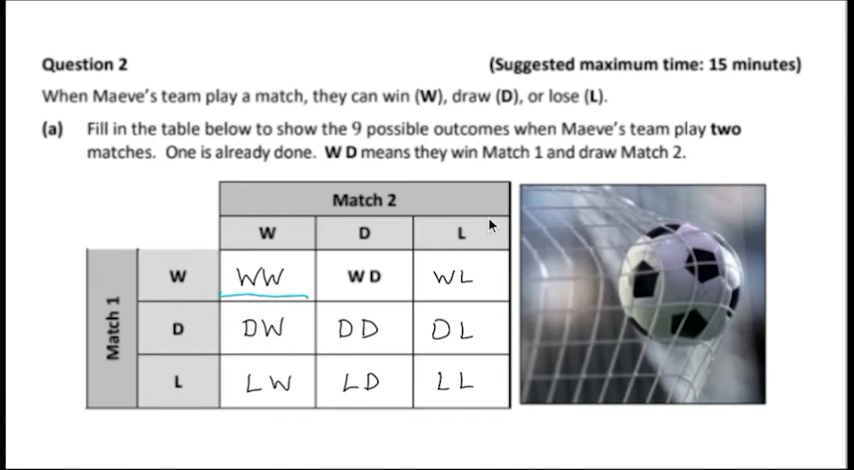 Question 2 (Suggested maximum time: 15 minutes)
When Maeve's team play a match, they can win (W), draw (D), or lose (L).
(a) Fill in the table below to show the 9 possible outcomes when Maeve's team play two
matches. One is already done. W D means they win Match 1 and draw Match 2.
Match 2
W D L
Match 1
W WW W D WL
D DW DD DL
L LW LD LL